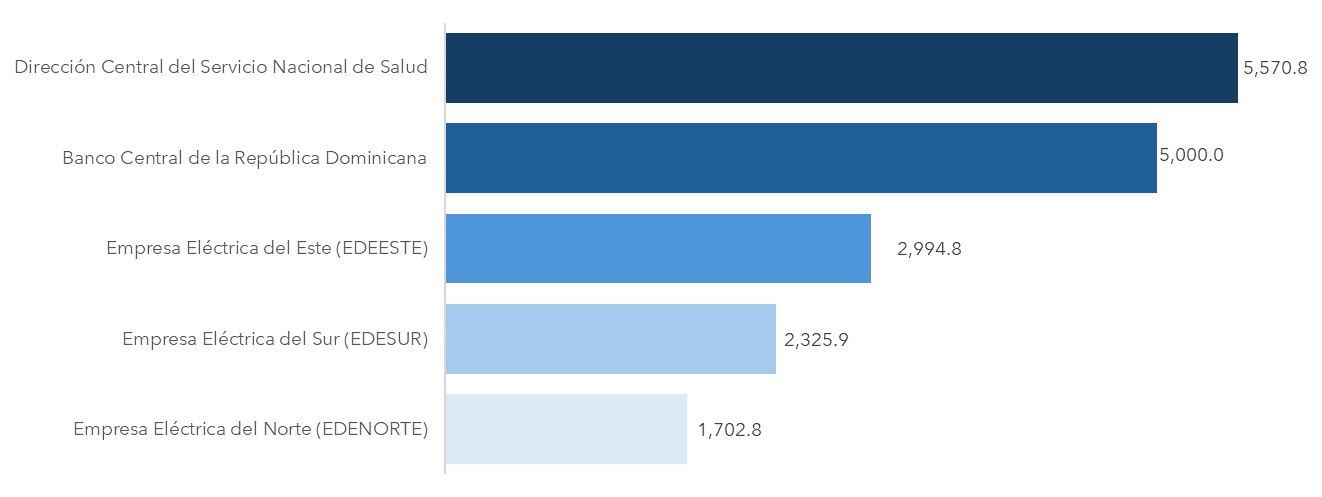 Dirección Central del Servicio Nacional de Salud 5,570.8
Banco Central de la República Dominicana 5,000.0
Empresa Eléctrica del Este (EDEESTE) 2,994.8
Empresa Eléctrica del Sur (EDESUR) 2,325.9
Empresa Eléctrica del Norte (EDENORTE) 1,702.8